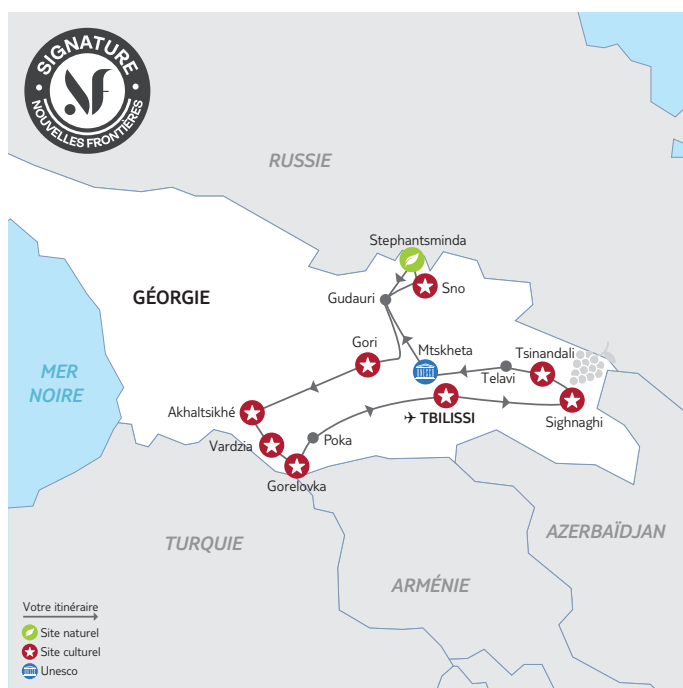 SIGNATURE
NOUVELLES FRONTIÈRES
RUSSIE
Stephantsminda
Sno
GÉORGIE
Gudauri
Gori
Mtskheta
Tsinandali
MER
NOIRE
Telavi
Akhaltsikhé
TBILISSI
Sighnaghi
Vardzia
Poka
Gorelovka
AZERBAÏDJAN
TURQUIE
ARMÉNIE
Votre itinéraire
Site naturel
Site culturel
Unesco